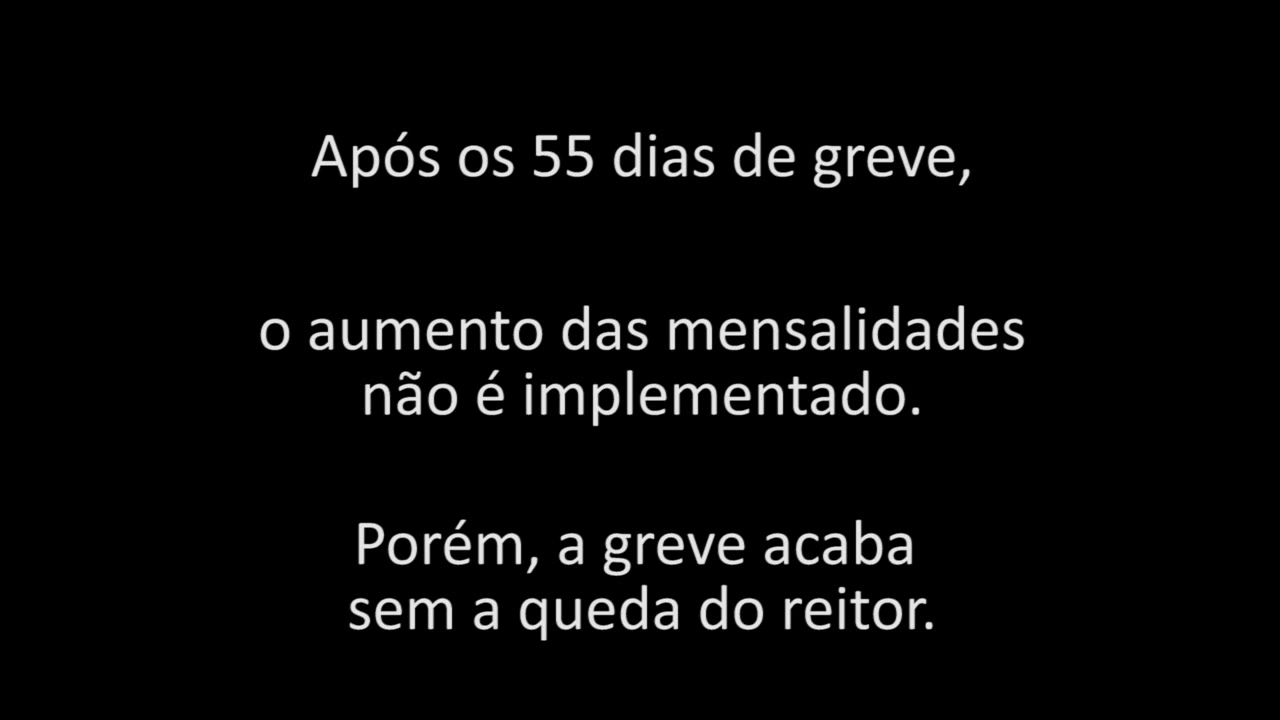 Após os 55 dias de greve,
o aumento das mensalidades
não é implementado.
Porém, a greve acaba
sem a queda do reitor.